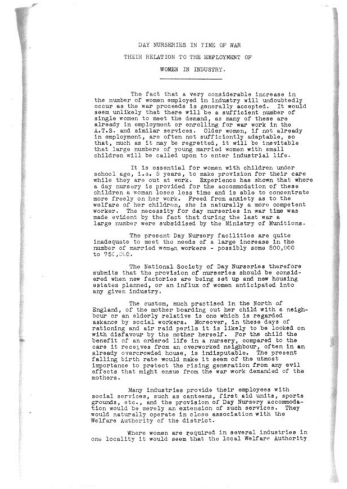 DAY NURSERIES IN TIME OF WAR
THEIR RELATION TO THE EMPLOYMENT OF
WOMEN IN INDUSTRY.
The fact that a very considerable increase in
the number of women employed in industry will undoubtedly
occur as the war proceeds is generally accepted. It would
seem unlikely that there will be a sufficient number of
single women to meet the demand, as many of these are
already in employment or enrolling for war work in the
A.T.S. and similar services. Older women, if not already
in employment, are often not sufficiently adaptable, so
that, much as it may be regretted, it will be inevitable
that large numbers of young married women with small
children will be called upon to enter industrial life.
It is essential for women with children under
school age, i.e. 5 years, to make provision for their care
while they are out at work. Experience has shown that where
a day nursery is provided for the accommodation of these
children a woman loses less time and is able to concentrate
more freely on her work. Freed from anxiety as to the
welfare of her children, she is naturally a more competent
worker. The necessity for day nurseries in war time was
made evident by the fact that during the last war a
large number were subsidised by the Ministry of Munitions.
The present Day Nursery facilities are quite
inadequate to meet the needs of a large increase in the
number of married women workers - possibly some 500,000
to 750,000.
The National Society of Day Nurseries therefore
submits that the provision of nurseries should be consid-
ered when new factories are being set up and new housing
estates planned, or an influx of women anticipated into
any given industry.
The custom, much practised in the North of
England, of the mother boarding out her child with a neigh-
bour or an elderly relative is one which is regarded
askance by social workers. Moreover, in these days of
rationing and air raid perils it is likely to be looked on
with disfavour by the mother herself. For the child the
benefit of an ordered life in a nursery, compared to the
care it receives from an overworked neighbour, often in an
already overcrowded house, is indisputable. The present
falling birth rate would make it seem of the utmost
importance to protect the rising generation from any evil
effects that might ensue from the war work demanded of the
mothers.
Many industries provide their employees with
social services, such as canteens, first aid units, sports
grounds, etc., and the provision of Day Nursery accommoda-
tion would be merely an extension of such services. They
would naturally operate in close association with the
Welfare Authority of the district.
Where women are required in several industries in
one locality it would seem that the local Welfare Authority